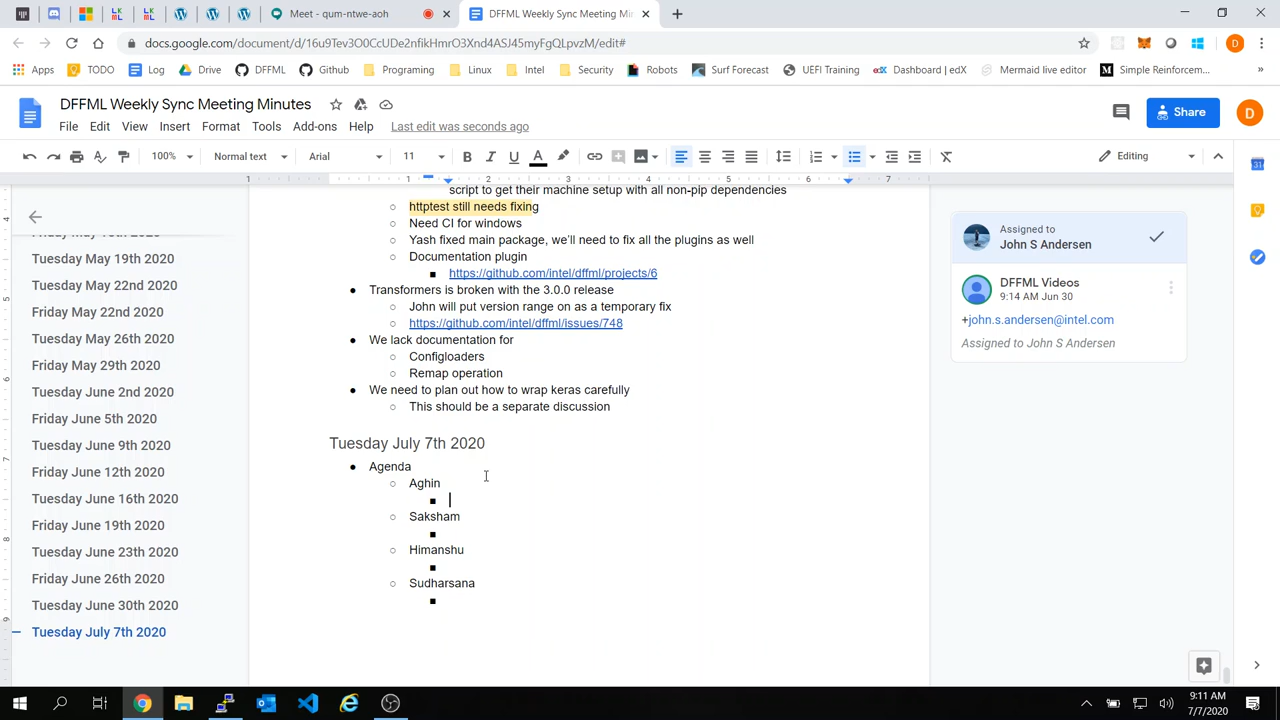 Meet - qum-ntwe-aoh
DFFML Weekly Sync Meeting Min
docs.google.com/document/d/16u9Tev3O0CcUDe2nfikHmrO3Xnd4ASJ45myFgQLpvzM/edit#
Apps TODO Log Drive DFFML Github Programing Linux Intel Security Robots Surf Forecast UEFI Training Dashboard | edX Mermaid live editor Simple Reinforcem...
DFFML Weekly Sync Meeting Minutes
File Edit View Insert Format Tools Add-ons Help Last edit was seconds ago
Share
D
100% Normal text Arial 11 Editing
1 1 2 3 4 5 6 7
script to get their machine setup with all non-pip dependencies
httptest still needs fixing
Need CI for windows
Yash fixed main package, we'll need to fix all the plugins as well
Documentation plugin
https://github.com/intel/dffml/projects/6
Transformers is broken with the 3.0.0 release
John will put version range on as a temporary fix
https://github.com/intel/dffml/issues/748
We lack documentation for
Configloaders
Remap operation
We need to plan out how to wrap keras carefully
This should be a separate discussion
Tuesday July 7th 2020
Agenda
Aghin
Saksham
Himanshu
Sudharsana
Tuesday May 19th 2020
Tuesday May 22nd 2020
Friday May 22nd 2020
Tuesday May 26th 2020
Friday May 29th 2020
Tuesday June 2nd 2020
Friday June 5th 2020
Tuesday June 9th 2020
Friday June 12th 2020
Tuesday June 16th 2020
Friday June 19th 2020
Tuesday June 23th 2020
Friday June 26th 2020
Tuesday June 30th 2020
Tuesday July 7th 2020
Assigned to
John S Andersen
DFFML Videos
9:14 AM Jun 30
+john.s.andersen@intel.com
Assigned to John S Andersen
9:11 AM
7/7/2020